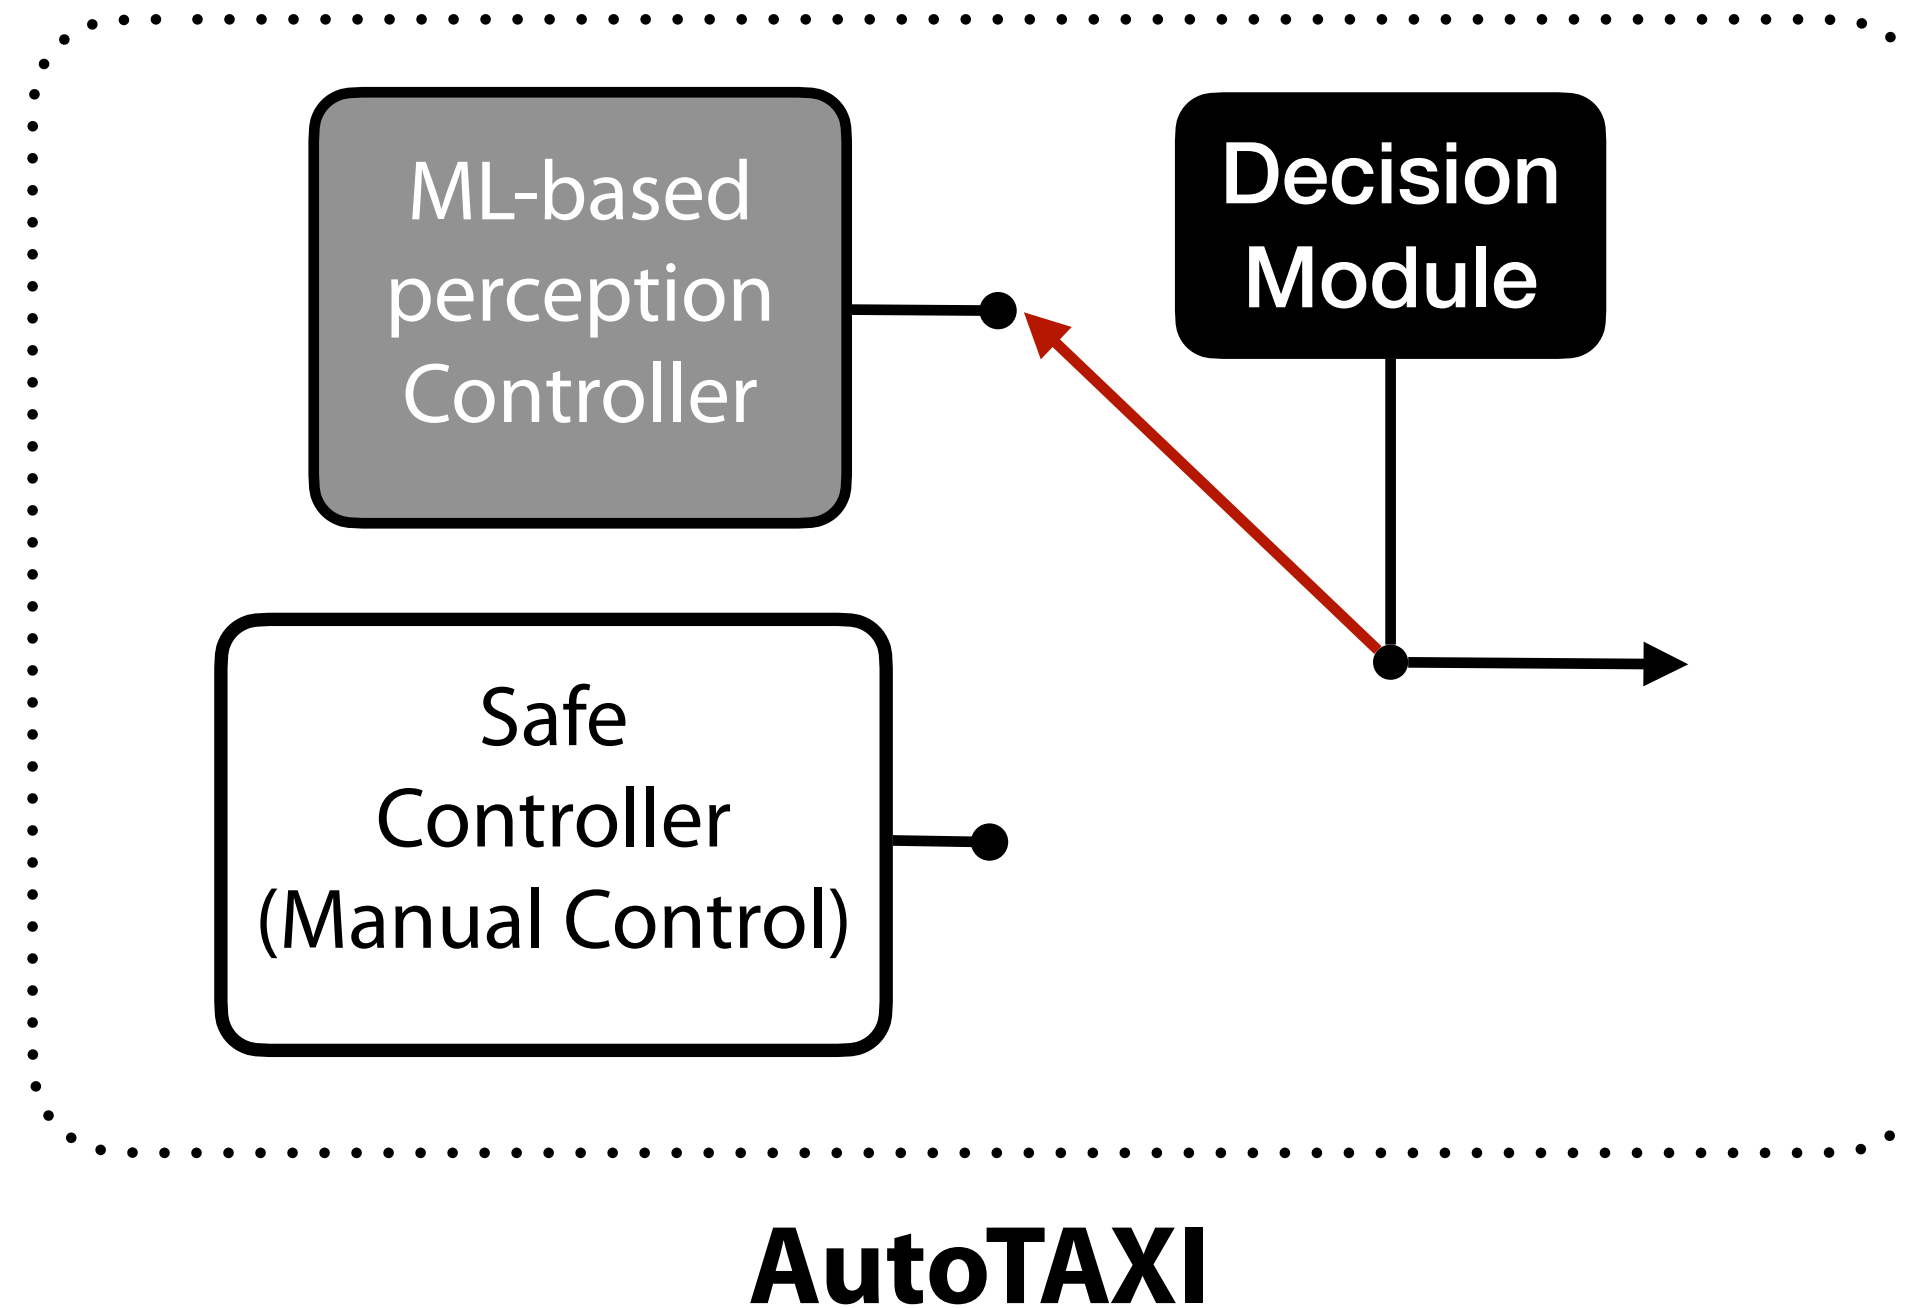 ML-based
perception
Controller
Decision
Module
Safe
Controller
(Manual Control)
AutoTAXI